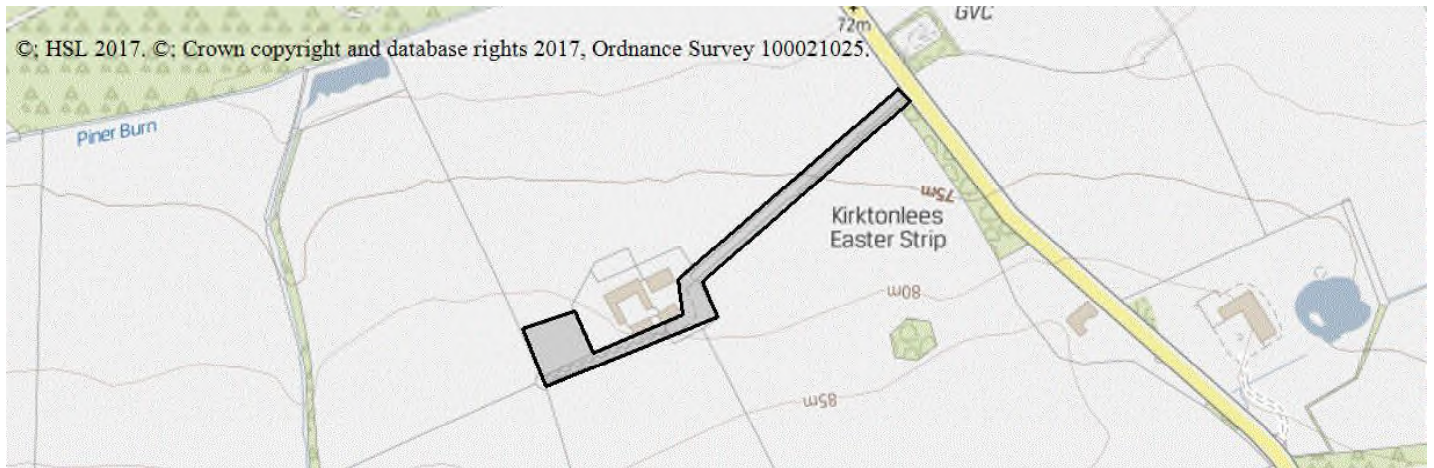 GVC
72m
©; HSL 2017. ©; Crown copyright and database rights 2017, Ordnance Survey 100021025.
Piner Burn
75m
Kirktonlees
Easter Strip
80m
85m